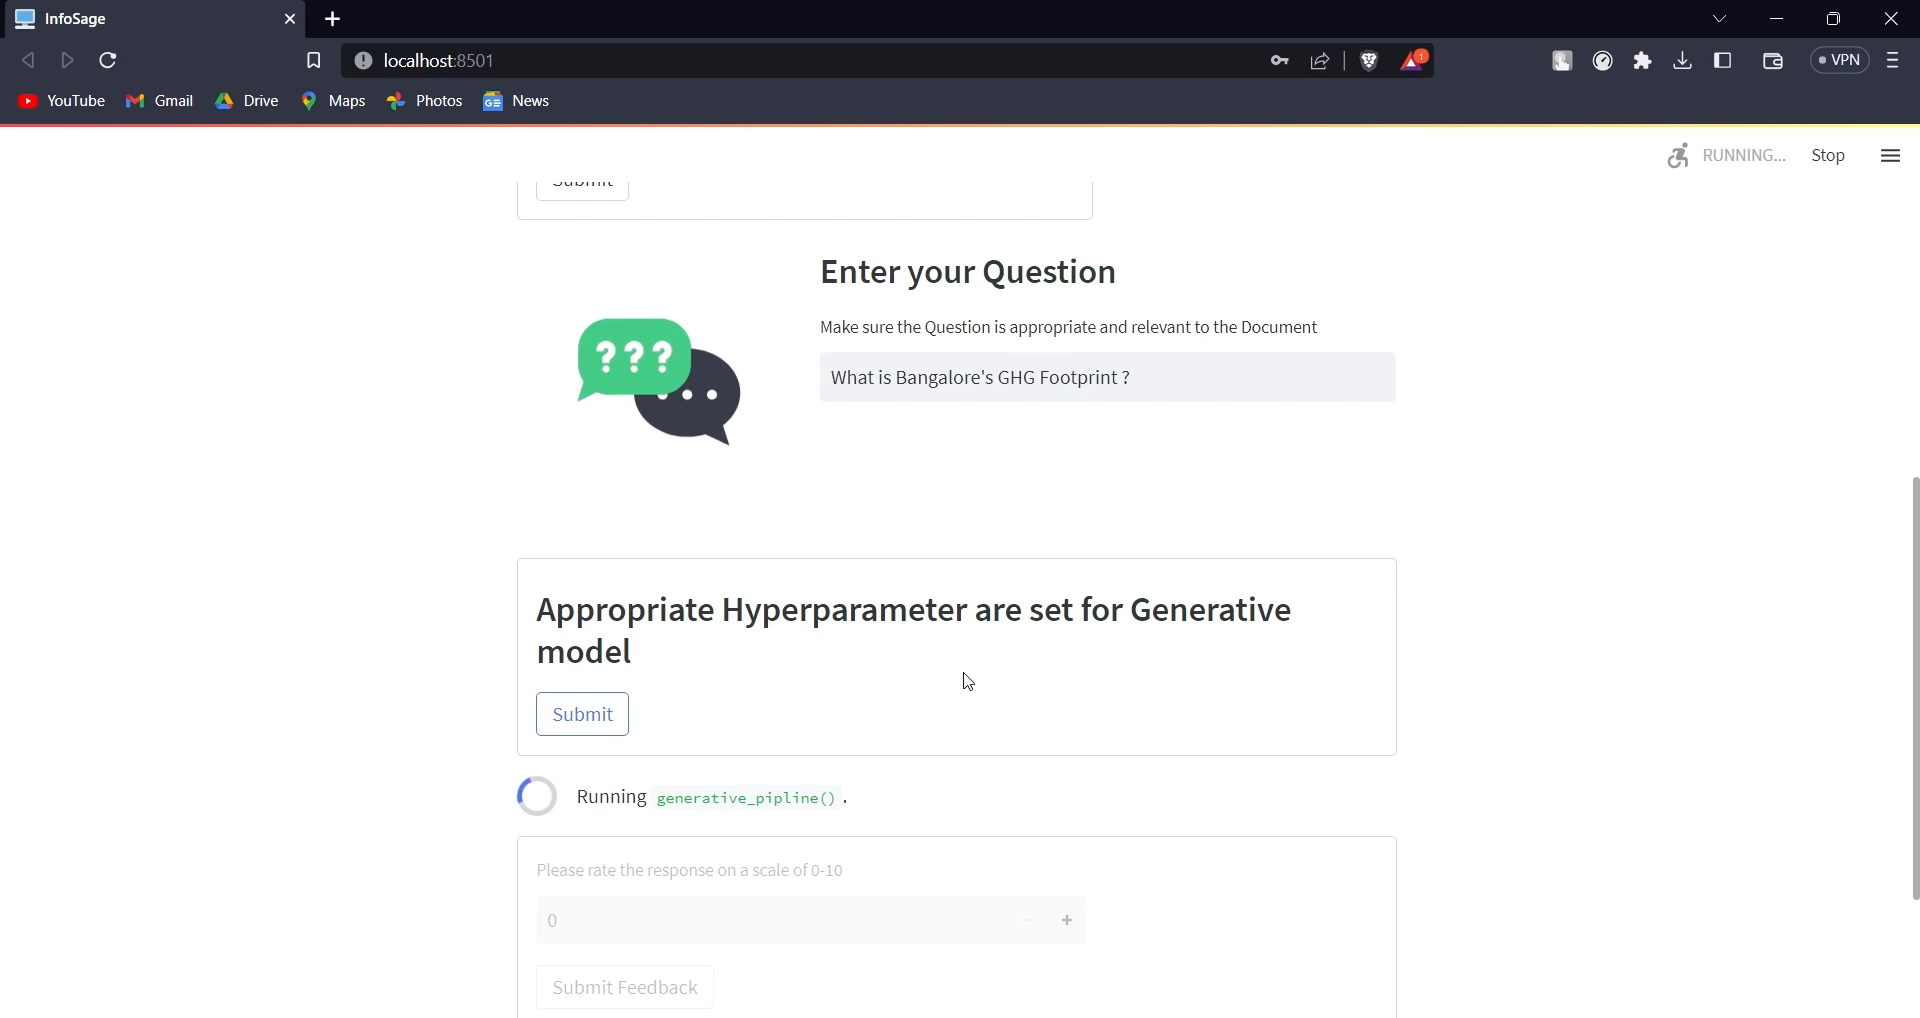 InfoSage
localhost:8501
1
VPN
YouTube Gmail Drive Maps Photos News
RUNNING... Stop
Submit
Enter your Question
Make sure the Question is appropriate and relevant to the Document
???
What is Bangalore's GHG Footprint ?
Appropriate Hyperparameter are set for Generative
model
Submit
Running generative_pipline() .
Please rate the response on a scale of 0-10
0 - +
Submit Feedback